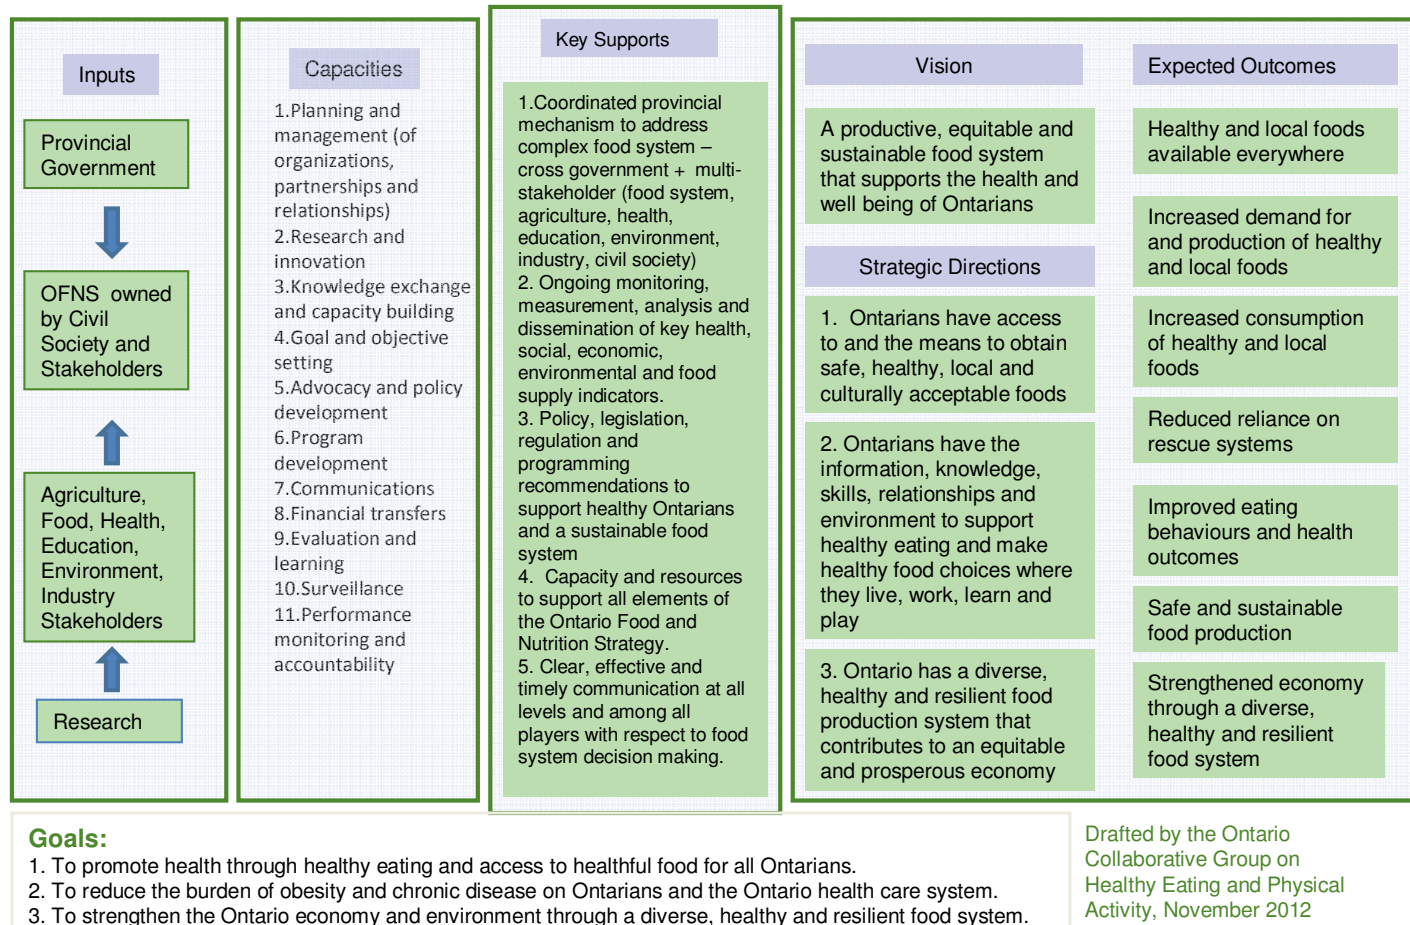 Inputs
Provincial
Government
OFNS  owned
by Civil
Society and
Stakeholders
Agriculture,
Food, Health,
Education,
Environment,
Industry
Stakeholders
Research
Capacities
1.Planning and
management (of
organizations,
partnerships and
relationships)
2.Research and
innovation
3.Knowledge exchange
and capacity building
4.Goal and objective
setting
5.Advocacy and policy
development
6.Program
development
7.Communications
8.Financial transfers
9.Evaluation and
learning
10.Surveillance
11.Performance
monitoring and
accountability
Key Supports
1.Coordinated provincial
mechanism to address
complex food system –
cross government +  multi-
stakeholder (food system,
agriculture, health,
education, environment,
industry, civil society)
2. Ongoing monitoring,
measurement, analysis and
dissemination of key health,
social, economic,
environmental and food
supply indicators.
3. Policy, legislation,
regulation and
programming
recommendations to
support healthy Ontarians
and a sustainable food
system
4.  Capacity and resources
to support all elements of
the Ontario Food and
Nutrition Strategy.
5. Clear, effective and
timely communication at all
levels and among all
players with respect to food
system decision making.
Vision
A productive, equitable and
sustainable food system
that supports the health and
well being of Ontarians
Strategic Directions
1.  Ontarians have access
to and the means to obtain
safe, healthy, local and
culturally acceptable foods
2. Ontarians have the
information, knowledge,
skills, relationships and
environment to support
healthy eating and make
healthy food choices where
they live, work, learn and
play
3. Ontario has a diverse,
healthy and resilient food
production system that
contributes to an equitable
and prosperous economy
Expected Outcomes
Healthy and local foods
available everywhere
Increased demand for
and production of healthy
and local foods
Increased consumption
of healthy and local
foods
Reduced reliance on
rescue systems
Improved eating
behaviours and health
outcomes
Safe and sustainable
food production
Strengthened economy
through a diverse,
healthy and resilient
food system
Goals:
1. To promote health through healthy eating and access to healthful food for all Ontarians.
2. To reduce the burden of obesity and chronic disease on Ontarians and the Ontario health care system.
3. To strengthen the Ontario economy and environment through a diverse, healthy and resilient food system.
Drafted by the Ontario
Collaborative Group on
Healthy Eating and Physical
Activity, November 2012